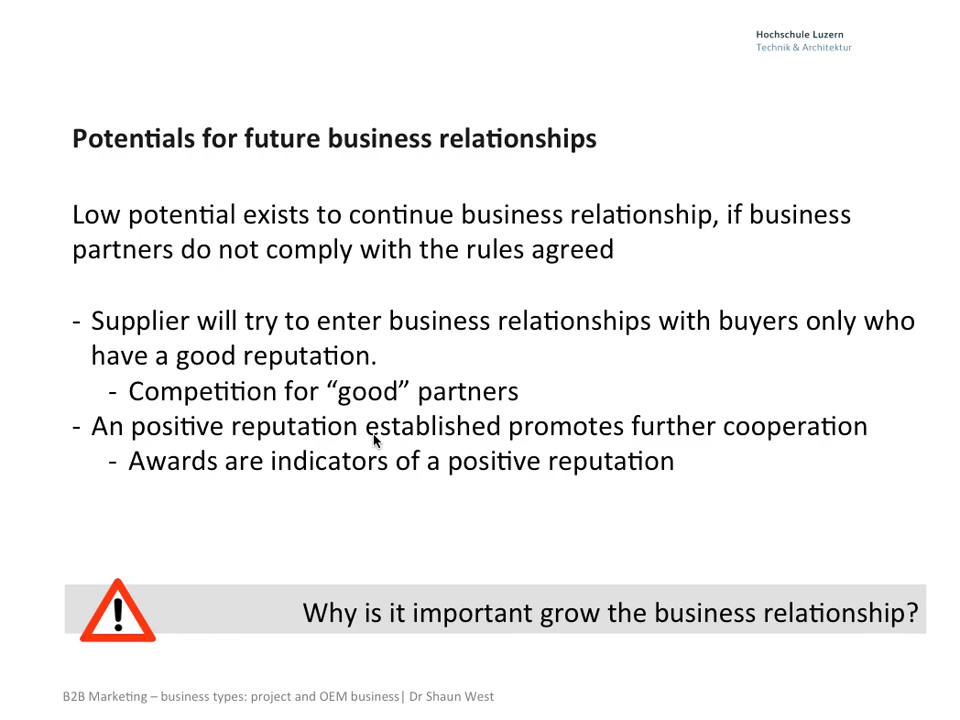 Hochschule Luzern
Technik & Architektur
Potentials for future business relationships
Low potential exists to continue business relationship, if business
partners do not comply with the rules agreed
- Supplier will try to enter business relationships with buyers only who
have a good reputation.
- Competition for “good” partners
- An positive reputation established promotes further cooperation
- Awards are indicators of a positive reputation
Why is it important grow the business relationship?
B2B Marketing – business types: project and OEM business| Dr Shaun West